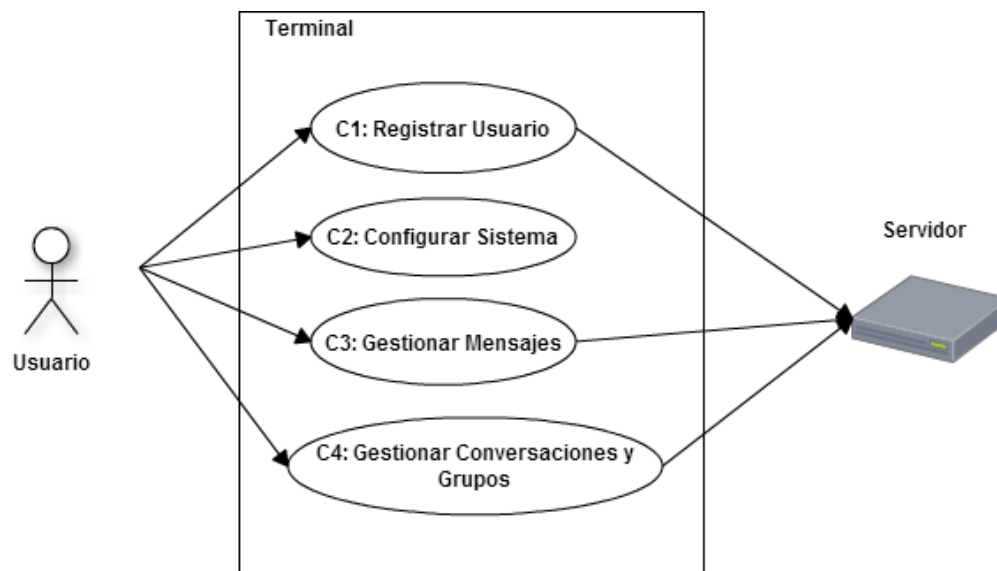 Terminal
C1: Registrar Usuario
C2: Configurar Sistema
Servidor
C3: Gestionar Mensajes
Usuario
C4: Gestionar Conversaciones y
Grupos